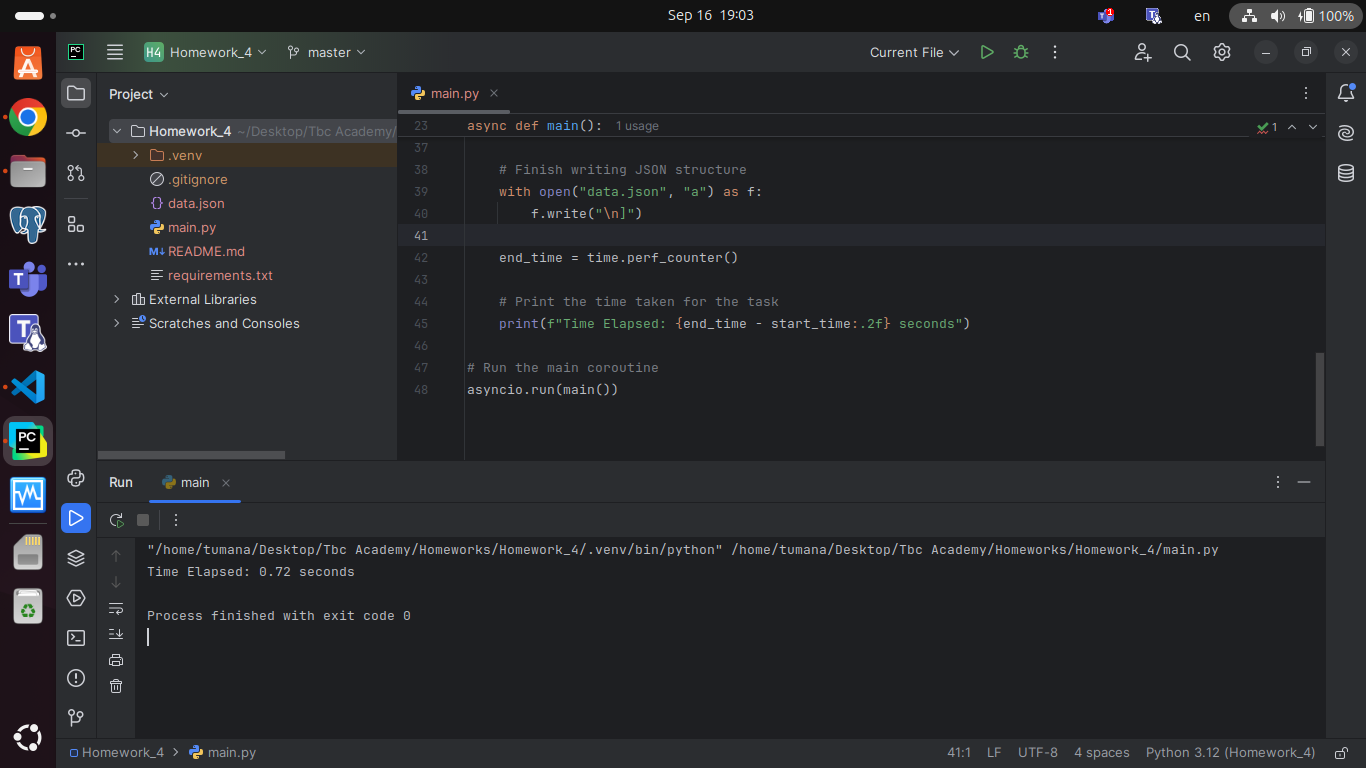 Sep 16 19:03
1
en
100%
PC
H4 Homework_4
master
Current File
Project
main.py
Homework_4 ~/Desktop/Tbc Academy/
.venv
.gitignore
data.json
main.py
M↓ README.md
requirements.txt
External Libraries
Scratches and Consoles
23 async def main(): 1 usage
1
37
38 # Finish writing JSON structure
39 with open("data.json", "a") as f:
40 f.write("\n]")
41
42 end_time = time.perf_counter()
43
44 # Print the time taken for the task
45 print(f"Time Elapsed: {end_time - start_time:.2f} seconds")
46
47 # Run the main coroutine
48 asyncio.run(main())
T
PC
Run
main
"/home/tumana/Desktop/Tbc Academy/Homeworks/Homework_4/.venv/bin/python" /home/tumana/Desktop/Tbc Academy/Homeworks/Homework_4/main.py
Time Elapsed: 0.72 seconds
Process finished with exit code 0
Homework_4 > main.py
41:1 LF UTF-8 4 spaces Python 3.12 (Homework_4)